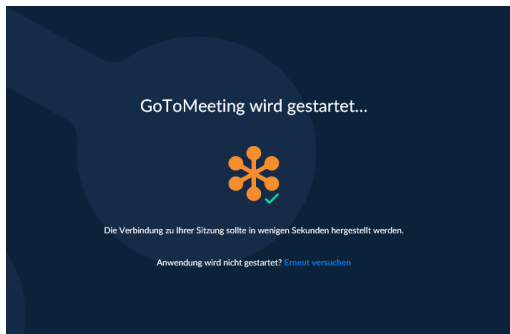 GoToMeeting wird gestartet...
Die Verbindung zu Ihrer Sitzung sollte in wenigen Sekunden hergestellt werden.
Anwendung wird nicht gestartet? Erneut versuchen